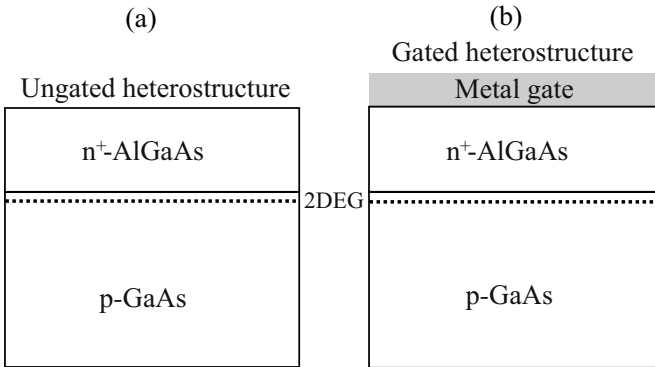 (a)
Ungated heterostructure
n⁺-AlGaAs
p-GaAs
2DEG
(b)
Gated heterostructure
Metal gate
n⁺-AlGaAs
p-GaAs